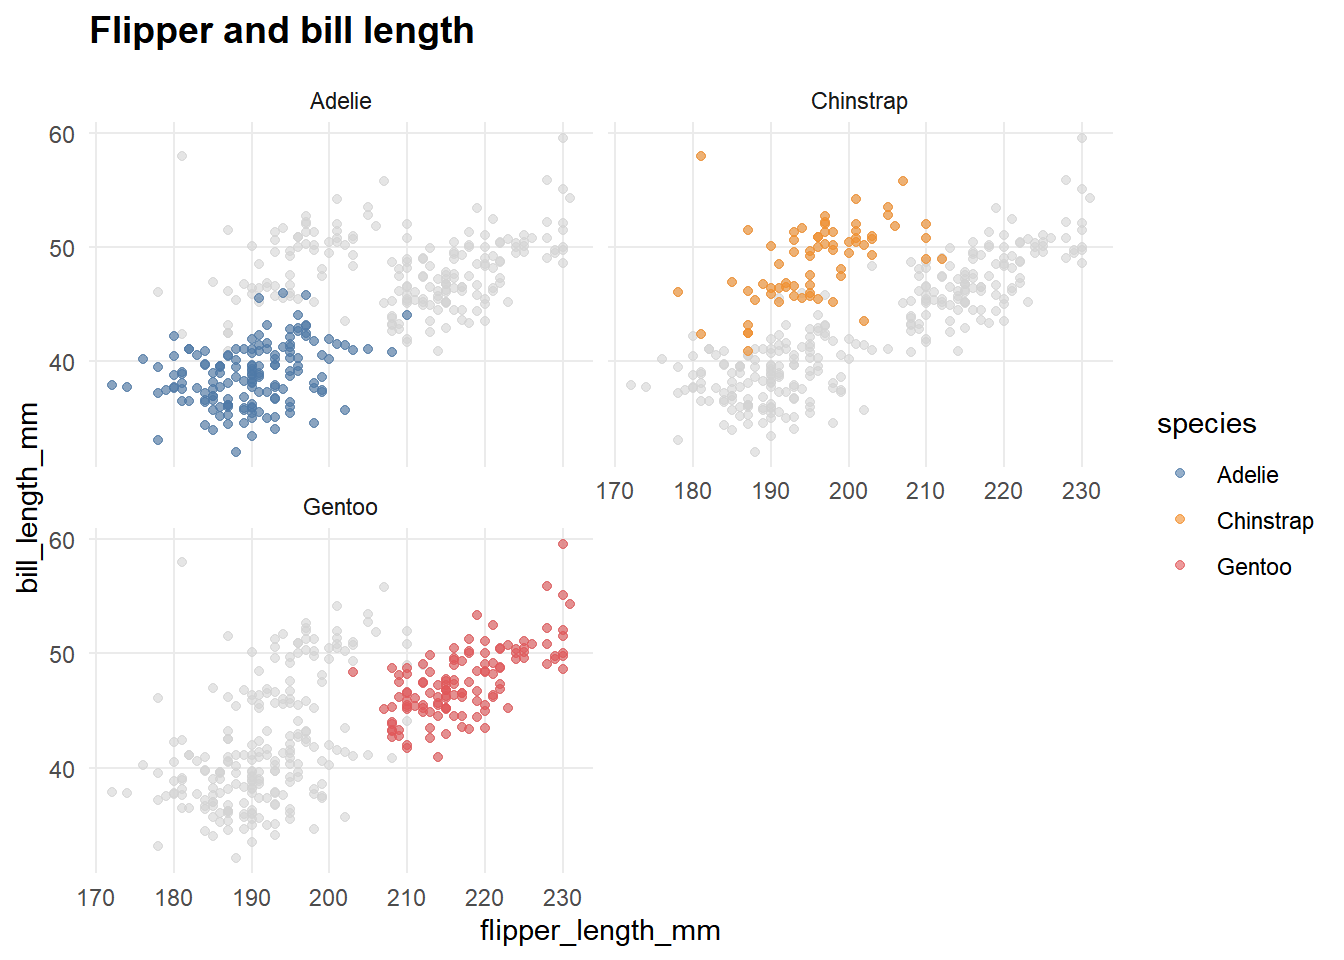 Flipper and bill length
Adelie
Chinstrap
60
50
40
170 180 190 200 210 220 230
Gentoo
60
50
40
170 180 190 200 210 220 230
bill_length_mm
flipper_length_mm
species
Adelie
Chinstrap
Gentoo